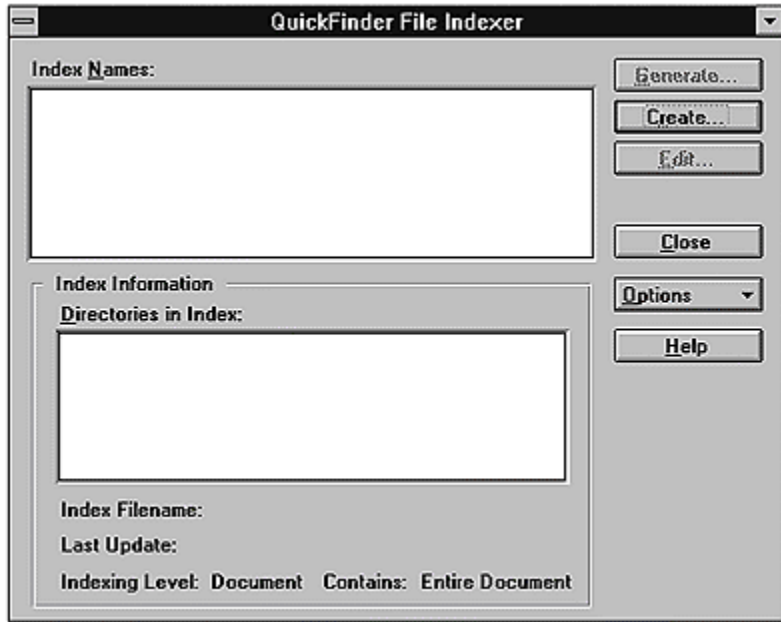 QuickFinder File Indexer
Index Names:
Generate...
Create...
Edit...
Close
Options
Help
Index Information
Directories in Index:
Index Filename:
Last Update:
Indexing Level: Document Contains: Entire Document